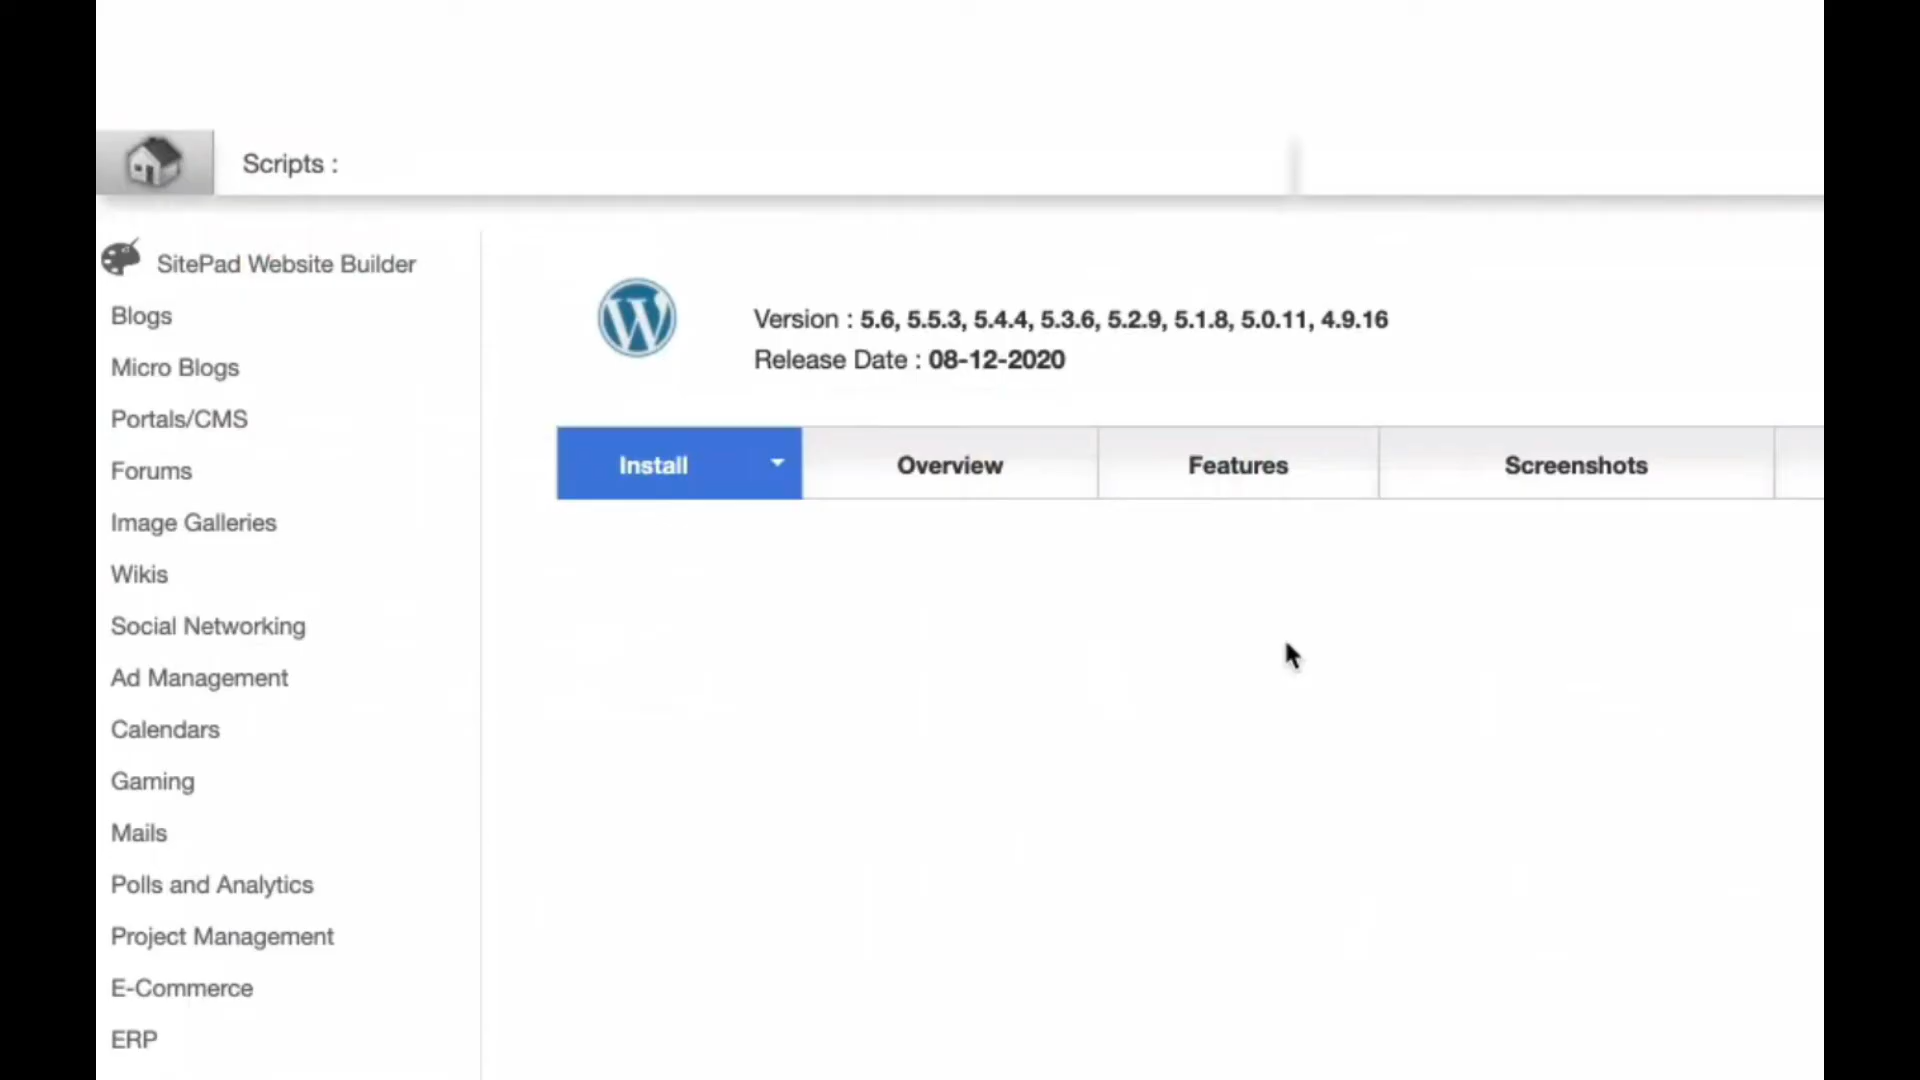 Scripts :
SitePad Website Builder
Blogs
Micro Blogs
Portals/CMS
Forums
Image Galleries
Wikis
Social Networking
Ad Management
Calendars
Gaming
Mails
Polls and Analytics
Project Management
E-Commerce
ERP
Version : 5.6, 5.5.3, 5.4.4, 5.3.6, 5.2.9, 5.1.8, 5.0.11, 4.9.16
Release Date : 08-12-2020
Install
Overview
Features
Screenshots